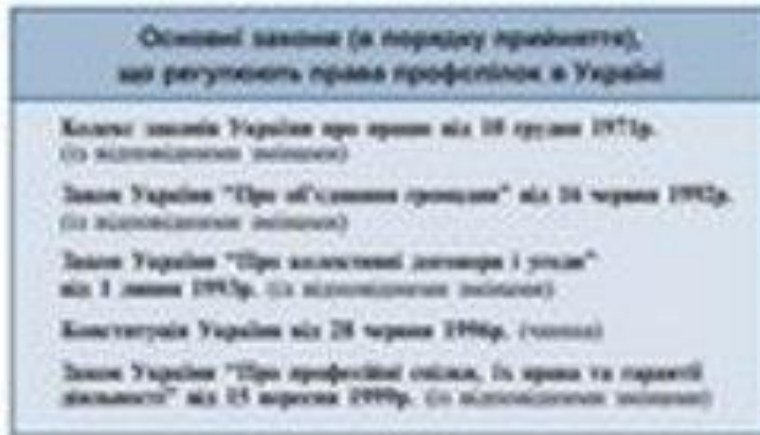 Основні закони (в порядку прийняття),
що регулюють права профспілок в Україні
Кодекс законів України про працю від 10 грудня 1971р.
(із відповідними змінами)
Закон України "Про об'єднання громадян" від 16 червня 1992р.
(із відповідними змінами)
Закон України "Про колективні договори і угоди"
від 1 липня 1993р. (із відповідними змінами)
Конституція України від 28 червня 1996р. (чинна)
Закон України "Про професійні спілки, їх права та гарантії
діяльності" від 15 вересня 1999р. (із відповідними змінами)